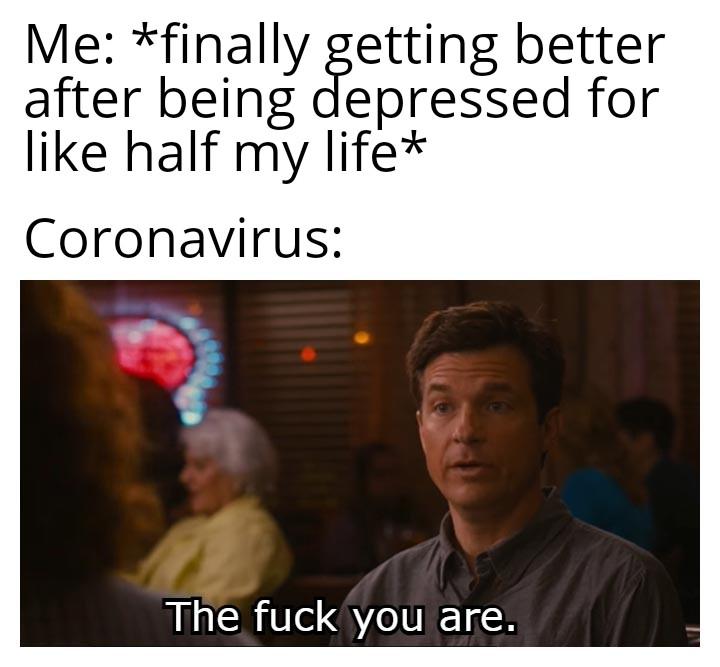 Me: *finally getting better
after being depressed for
like half my life*
Coronavirus:
The fuck you are.